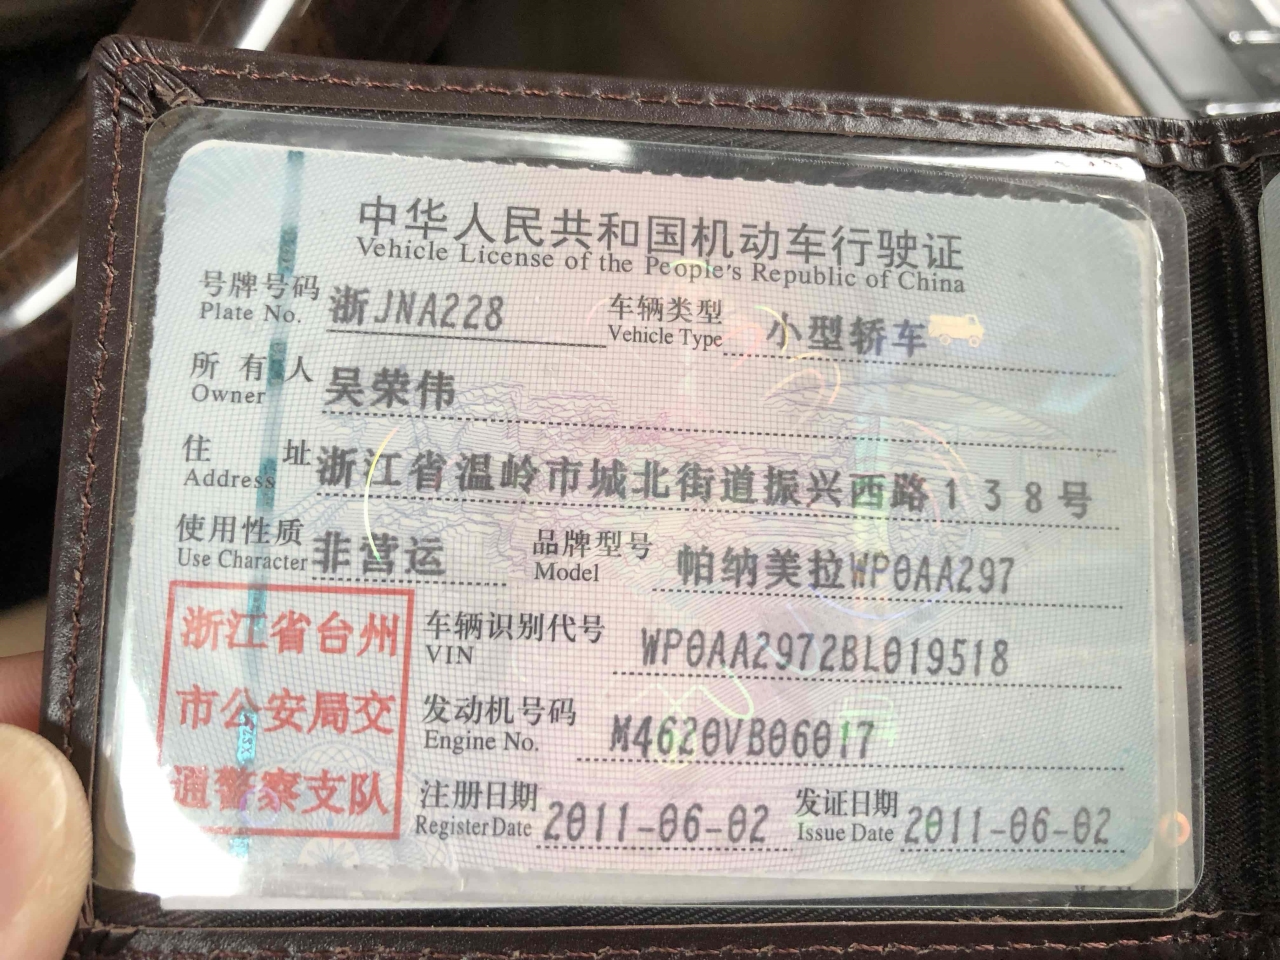 中华人民共和国机动车行驶证
Vehicle License of the People's Republic of China
号牌号码 浙JNA228 车辆类型 小型轿车
Plate No. Vehicle Type
所有人 吴荣伟
Owner
住址 浙江省温岭市城北街道振兴西路138号
Address
使用性质 非营运 品牌型号 帕纳美拉WP0AA297
Use Character Model
浙江省台州
市公安局交
通警察支队
车辆识别代号 WP0AA2972BL019518
VIN
发动机号码 M4620VB06017
Engine No.
注册日期 2011-06-02 发证日期 2011-06-02
Register Date Issue Date